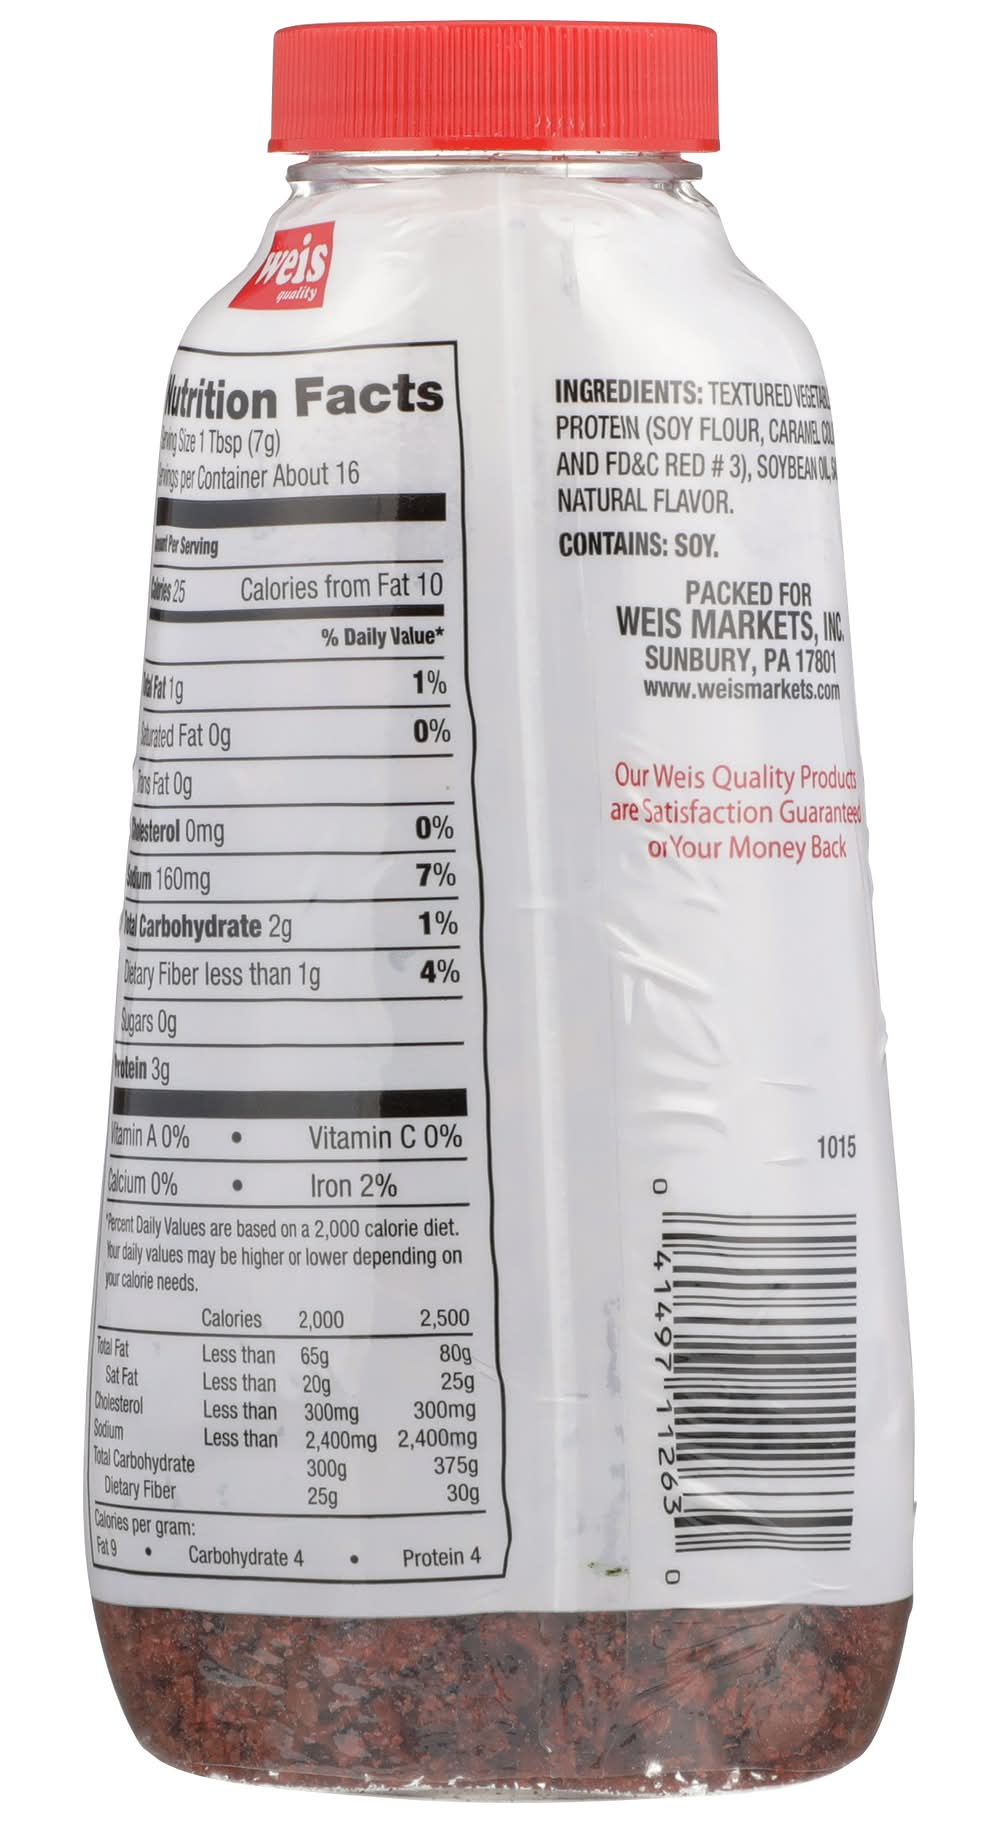 weis
quality
Nutrition Facts
Serving Size 1 Tbsp (7g)
Servings per Container About 16
Amount Per Serving
Calories 25 Calories from Fat 10
% Daily Value*
Total Fat 1g 1%
Saturated Fat 0g 0%
Trans Fat 0g
Cholesterol 0mg 0%
Sodium 160mg 7%
Total Carbohydrate 2g 1%
Dietary Fiber less than 1g 4%
Sugars 0g
Protein 3g
Vitamin A 0% • Vitamin C 0%
Calcium 0% • Iron 2%
*Percent Daily Values are based on a 2,000 calorie diet.
Your daily values may be higher or lower depending on
your calorie needs.
Calories 2,000 2,500
Total Fat Less than 65g 80g
Sat Fat Less than 20g 25g
Cholesterol Less than 300mg 300mg
Sodium Less than 2,400mg 2,400mg
Total Carbohydrate 300g 375g
Dietary Fiber 25g 30g
Calories per gram:
Fat 9 • Carbohydrate 4 • Protein 4
INGREDIENTS: TEXTURED VEGETABL
PROTEIN (SOY FLOUR, CARAMEL COL
AND FD&C RED # 3), SOYBEAN OIL,
NATURAL FLAVOR.
CONTAINS: SOY.
PACKED FOR
WEIS MARKETS, INC.
SUNBURY, PA 17801
www.weismarkets.com
Our Weis Quality Products
are Satisfaction Guaranteed
or Your Money Back
1015
0 41497 11263 0